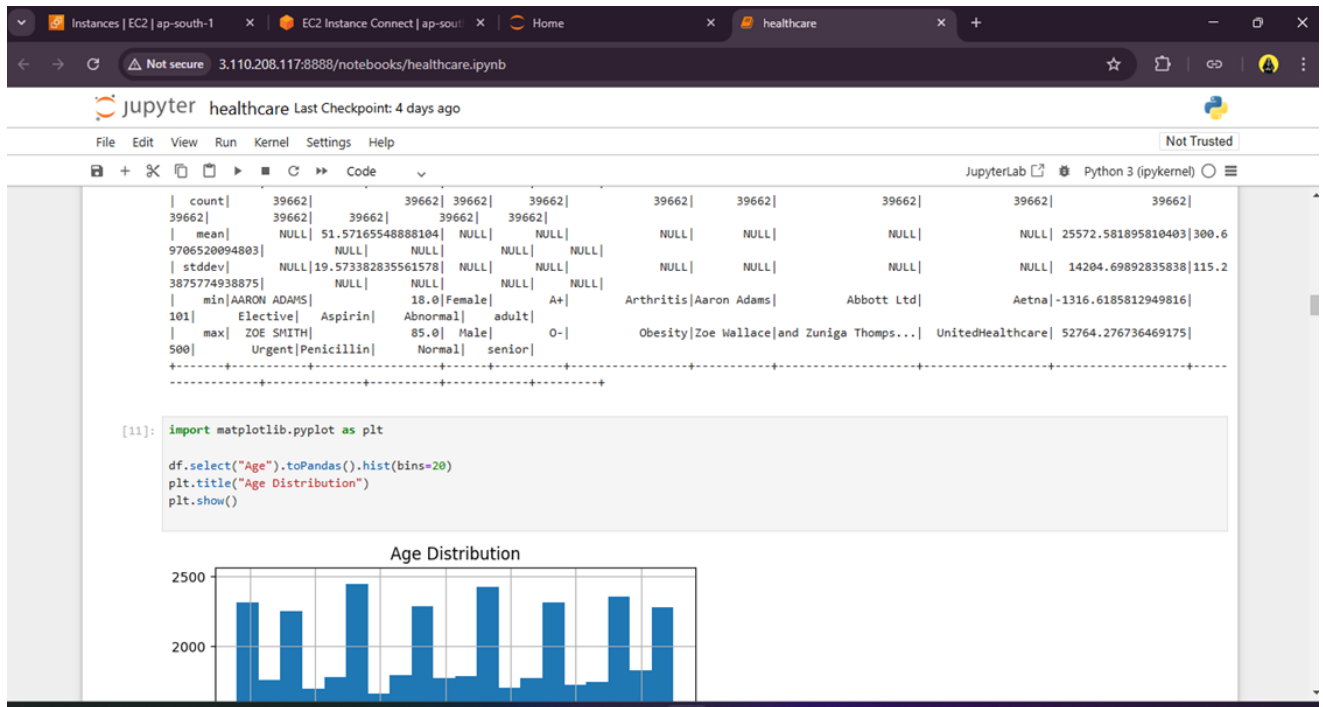 Instances | EC2 | ap-south-1
EC2 Instance Connect | ap-sout
Home
healthcare
Not secure 3.110.208.117:8888/notebooks/healthcare.ipynb
jupyter healthcare Last Checkpoint: 4 days ago
File Edit View Run Kernel Settings Help Not Trusted
Code JupyterLab Python 3 (ipykernel)
| count| 39662| 39662| 39662| 39662| 39662| 39662| 39662| 39662| 39662|
39662| 39662| 39662| 39662| 39662|
| mean| NULL| 51.57165548888104| NULL| NULL| NULL| NULL| NULL| NULL| 25572.581895810403|300.6
9706520094803| NULL| NULL| NULL| NULL|
| stddev| NULL|19.573382835561578| NULL| NULL| NULL| NULL| NULL| NULL| 14204.69892835838|115.2
3875774938875| NULL| NULL| NULL| NULL|
| min|AARON ADAMS| 18.0|Female| A+| Arthritis|Aaron Adams| Abbott Ltd| Aetna|-1316.6185812949816|
101| Elective| Aspirin| Abnormal| adult|
| max| ZOE SMITH| 85.0| Male| O-| Obesity|Zoe Wallace|and Zuniga Thomps...| UnitedHealthcare| 52764.276736469175|
500| Urgent|Penicillin| Normal| senior|
+-------+-----------+------------------+------+----------+-----------------+-----------+--------------------+------------------+-------------------+-----
-------------+--------------+-----------+------------+---------+
[11]: import matplotlib.pyplot as plt
df.select("Age").toPandas().hist(bins=20)
plt.title("Age Distribution")
plt.show()
Age Distribution
2500
2000